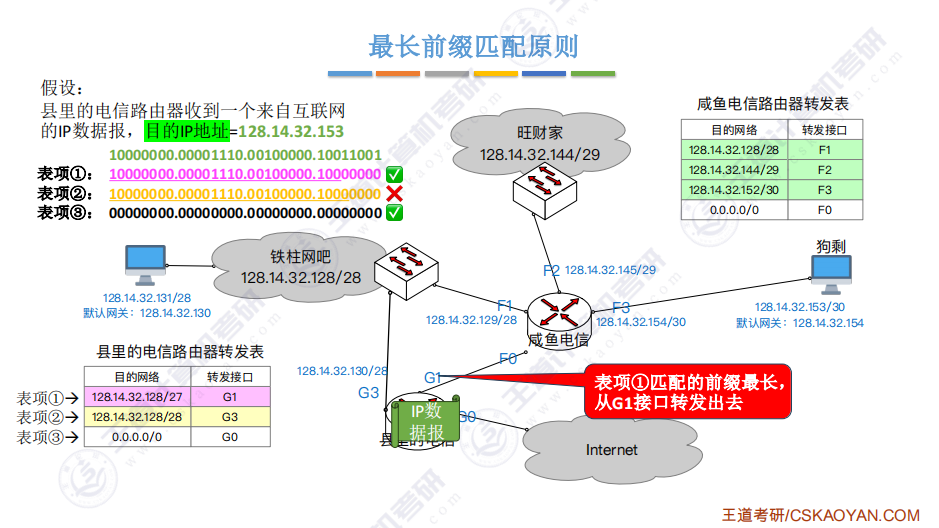 最长前缀匹配原则
假设：
县里的电信路由器收到一个来自互联网
的IP数据报，目的IP地址=128.14.32.153
10000000.00001110.00100000.10011001
表项①：10000000.00001110.00100000.10000000
表项②：10000000.00001110.00100000.10000000
表项③：00000000.00000000.00000000.00000000
旺财家
128.14.32.144/29
咸鱼电信路由器转发表
目的网络 转发接口
128.14.32.128/28 F1
128.14.32.144/29 F2
128.14.32.152/30 F3
0.0.0.0/0 F0
铁柱网吧
128.14.32.128/28
128.14.32.131/28
默认网关：128.14.32.130
F2 128.14.32.145/29
狗剩
128.14.32.153/30
默认网关：128.14.32.154
F1
128.14.32.129/28
F3
128.14.32.154/30
咸鱼电信
F0
县里的电信路由器转发表
目的网络 转发接口
表项①→ 128.14.32.128/27 G1
表项②→ 128.14.32.128/28 G3
表项③→ 0.0.0.0/0 G0
128.14.32.130/28
G3
G1
表项①匹配的前缀最长，
从G1接口转发出去
IP数
据报
G0
县里的电信
Internet
王道考研/CSKAOYAN.COM